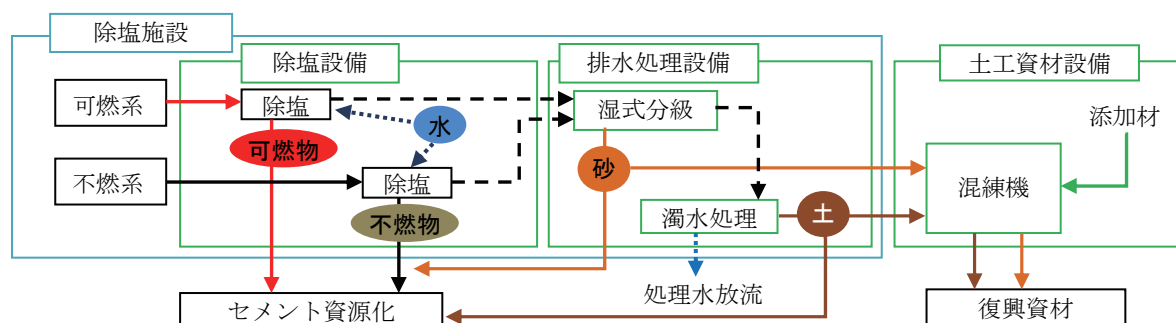 除塩施設
除塩設備
排水処理設備
土工資材設備
可燃系
除塩
水
湿式分級
添加材
可燃物
砂
不燃系
除塩
混練機
不燃物
濁水処理
土
処理水放流
セメント資源化
復興資材